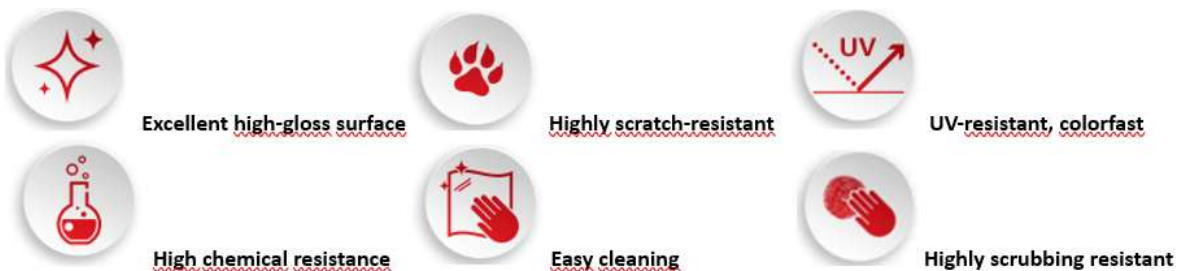 UV
Excellent high-gloss surface
Highly scratch-resistant
UV-resistant, colorfast
High chemical resistance
Easy cleaning
Highly scrubbing resistant